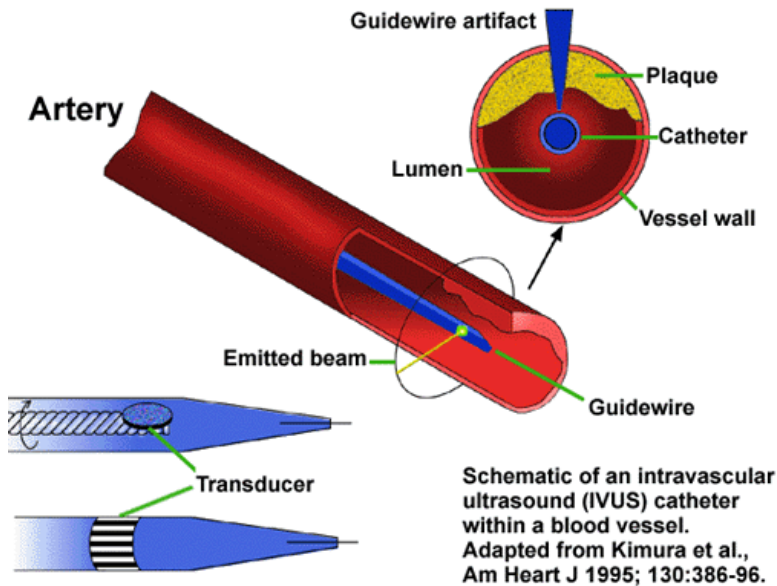 Guidewire artifact
Plaque
Artery
Catheter
Lumen
Vessel wall
Emitted beam
Guidewire
Transducer
Schematic of an intravascular
ultrasound (IVUS) catheter
within a blood vessel.
Adapted from Kimura et al.,
Am Heart J 1995; 130:386-96.